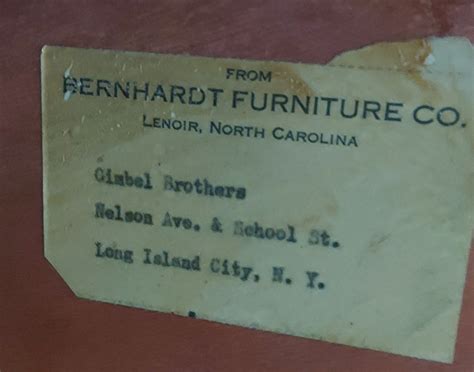 FROM
BERNHARDT FURNITURE CO.
LENOIR, NORTH CAROLINA
Gimbel Brothers
Nelson Ave. & School St.
Long Island City, N. Y.